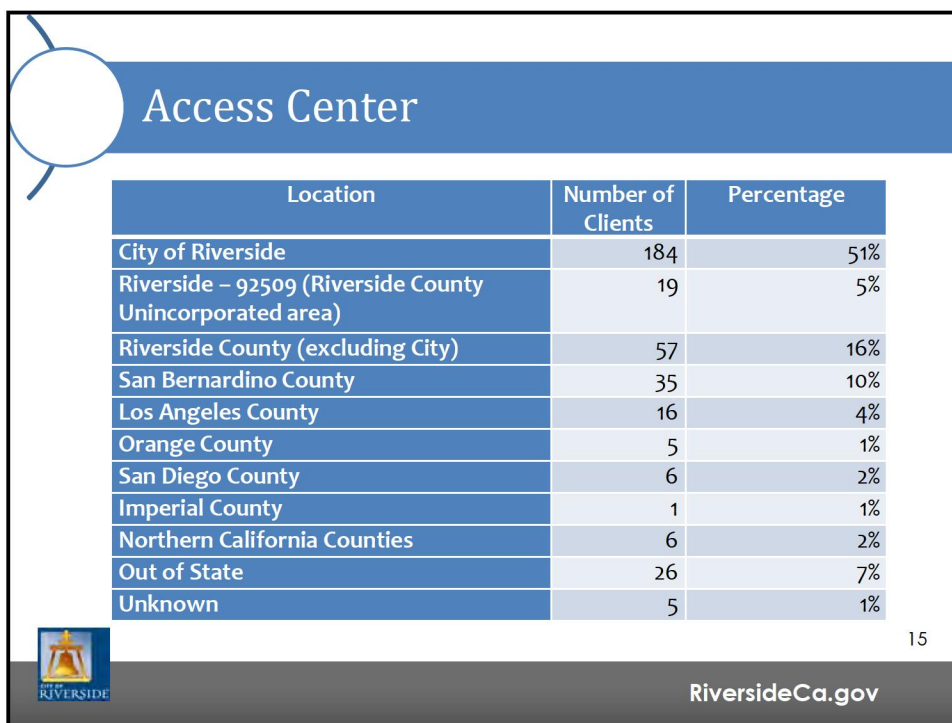 Access Center
Location Number of Clients Percentage
City of Riverside 184 51%
Riverside – 92509 (Riverside County Unincorporated area) 19 5%
Riverside County (excluding City) 57 16%
San Bernardino County 35 10%
Los Angeles County 16 4%
Orange County 5 1%
San Diego County 6 2%
Imperial County 1 1%
Northern California Counties 6 2%
Out of State 26 7%
Unknown 5 1%
15
CITY OF
RIVERSIDE
RiversideCa.gov